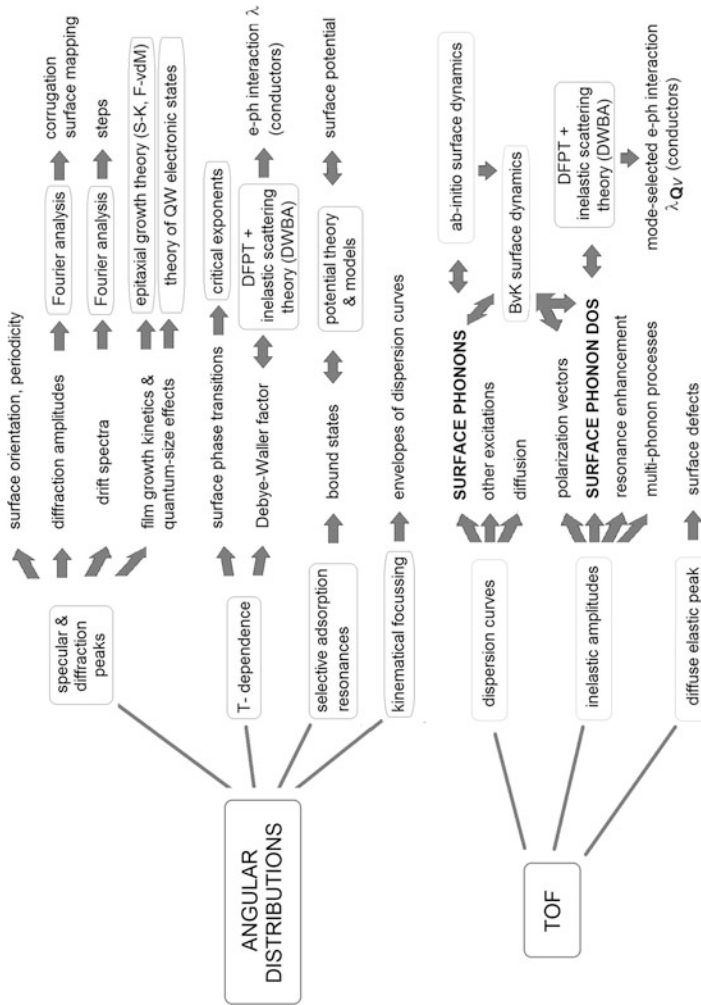 ANGULAR
DISTRIBUTIONS
specular &
diffraction
peaks
surface orientation, periodicity
diffraction amplitudes
Fourier analysis
corrugation
surface mapping
drift spectra
Fourier analysis
steps
film growth kinetics &
quantum-size effects
epitaxial growth theory (S-K, F-vdM)
theory of QW electronic states
T- dependence
surface phase transitions
critical exponents
Debye-Waller factor
DFPT +
inelastic scattering
theory (DWBA)
e-ph interaction λ
(conductors)
selective adsorption
resonances
bound states
potential theory
& models
surface potential
kinematical focussing
envelopes of dispersion curves
TOF
dispersion curves
SURFACE PHONONS
other excitations
diffusion
ab-initio surface dynamics
BvK surface dynamics
inelastic amplitudes
polarization vectors
SURFACE PHONON DOS
resonance enhancement
multi-phonon processes
DFPT +
inelastic scattering
theory (DWBA)
mode-selected e-ph interaction
λQν (conductors)
diffuse elastic peak
surface defects